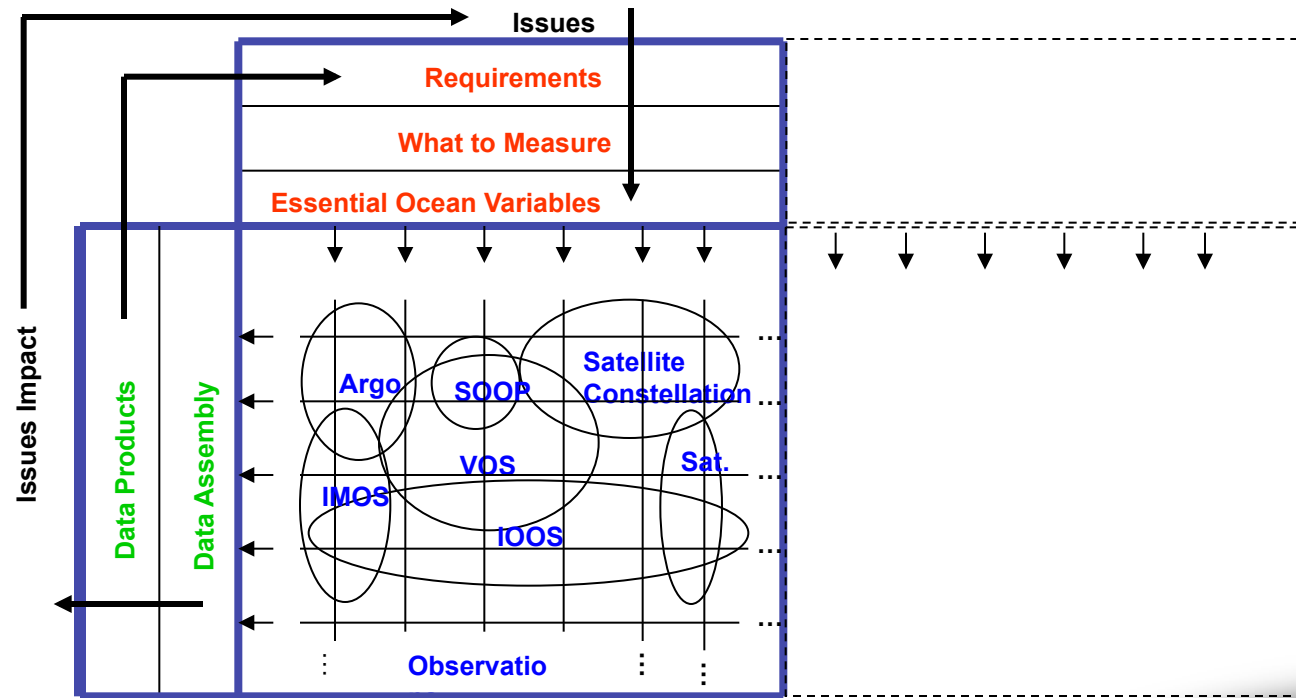 Issues
Requirements
What to Measure
Essential Ocean Variables
Issues Impact
Data Products
Data Assembly
Argo
SOOP
Satellite
Constellation
VOS
Sat.
IMOS
IOOS
...
...
...
...
...
Observatio